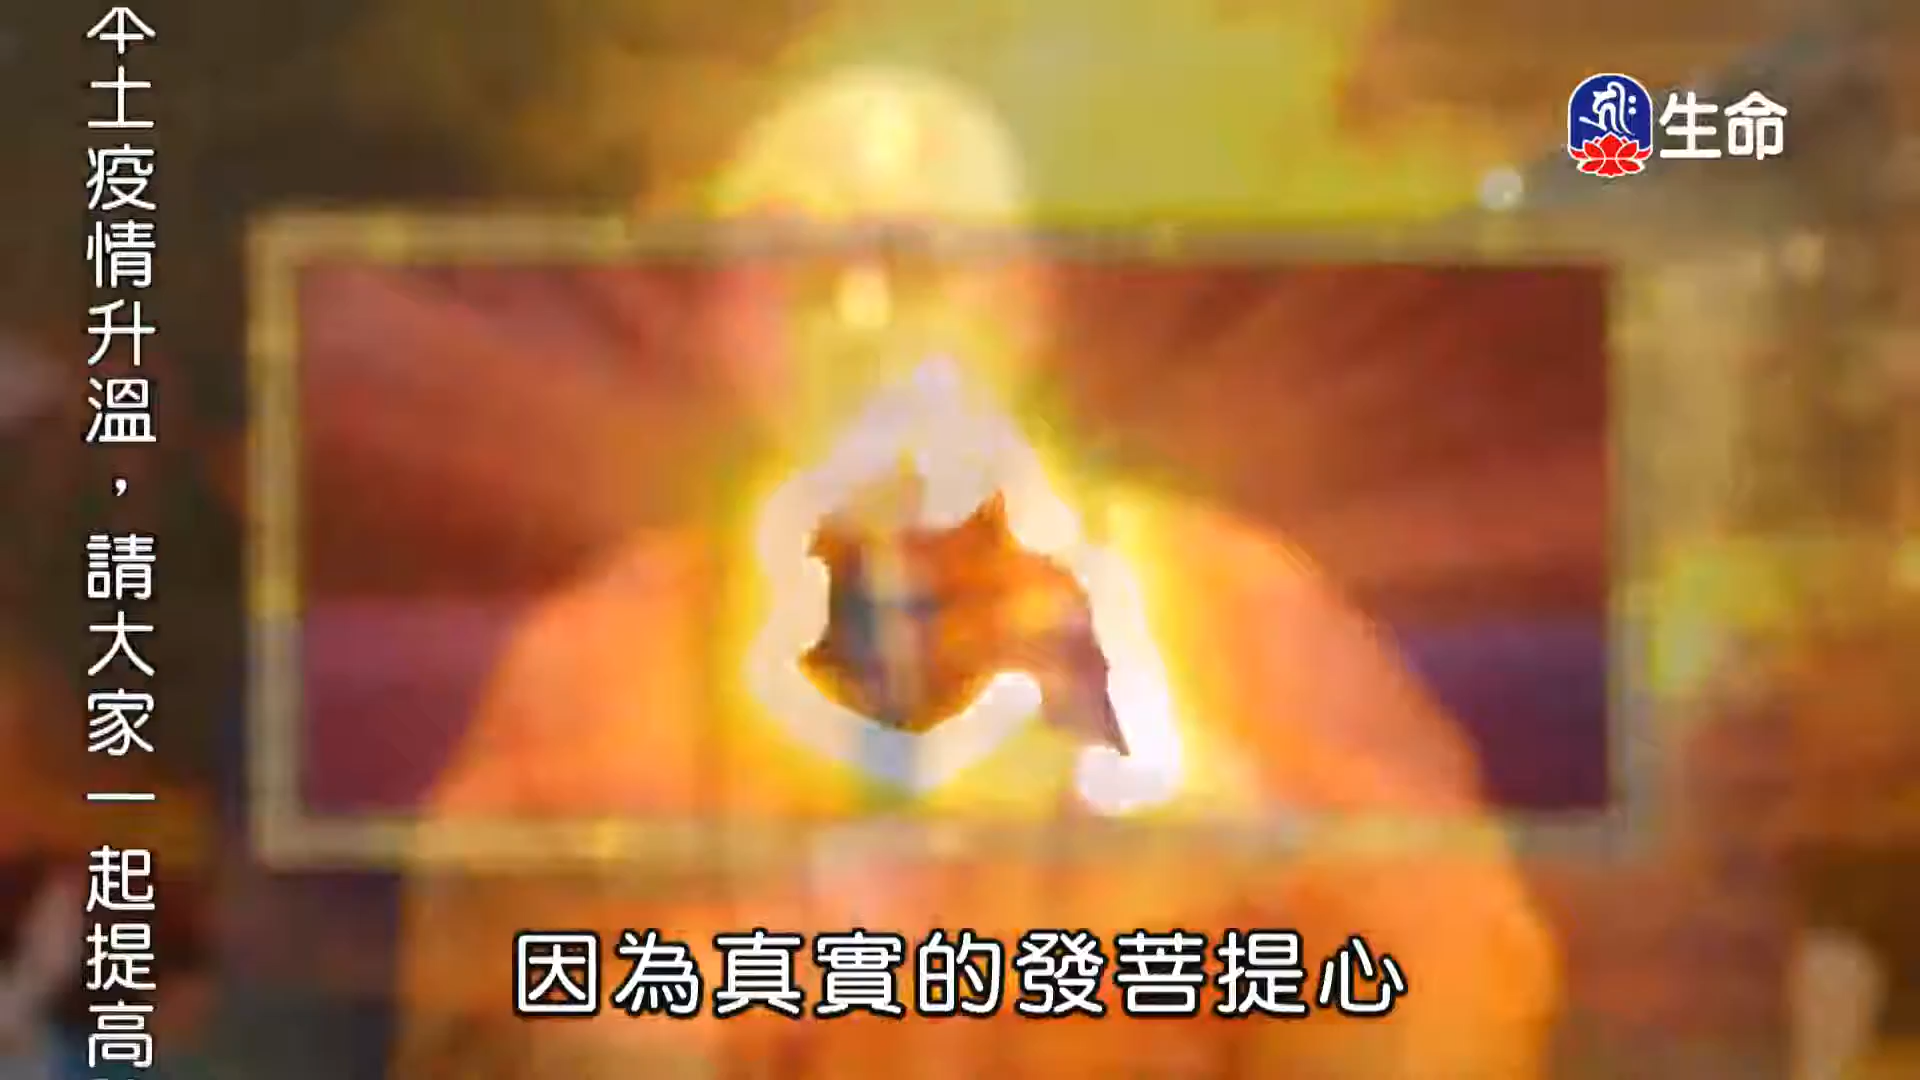 本土疫情升溫，請大家一起提高
生命
因為真實的發菩提心